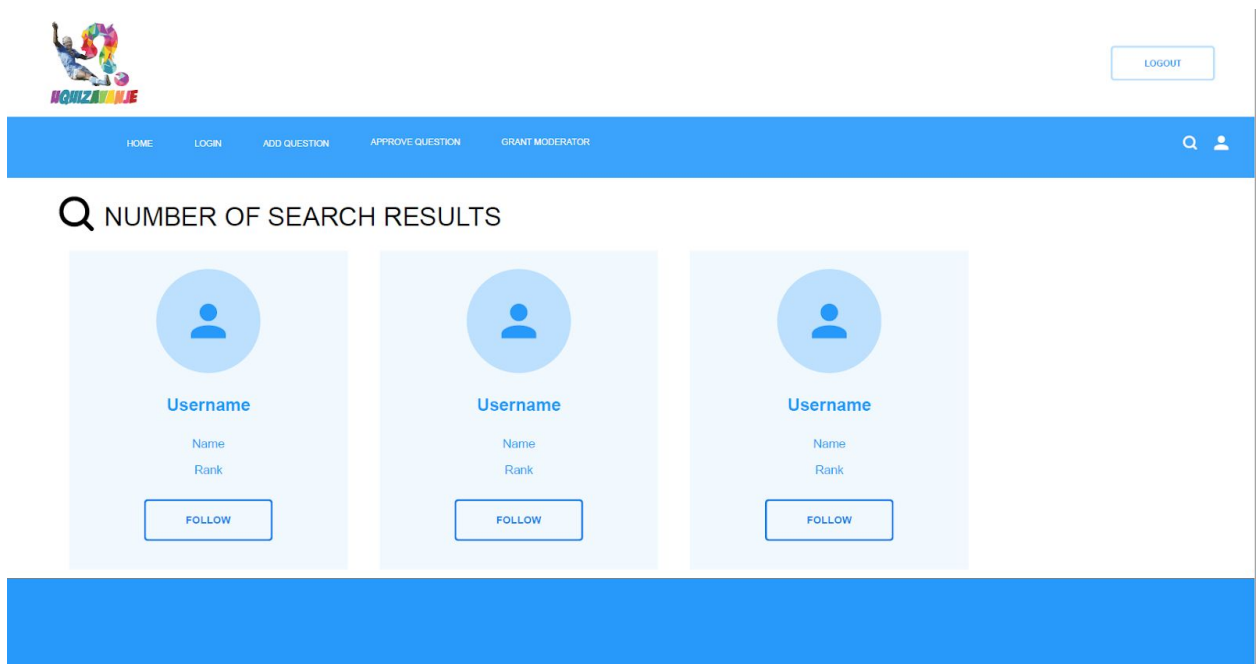 UQUIZAVANJE
LOGOUT
HOME LOGIN ADD QUESTION APPROVE QUESTION GRANT MODERATOR
NUMBER OF SEARCH RESULTS
Username Username Username
Name Name Name
Rank Rank Rank
FOLLOW FOLLOW FOLLOW